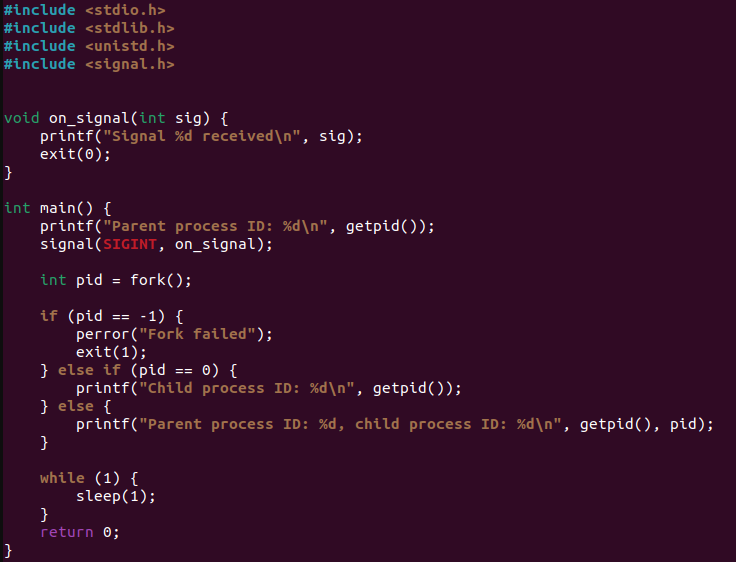 #include <stdio.h>
#include <stdlib.h>
#include <unistd.h>
#include <signal.h>


void on_signal(int sig) {
    printf("Signal %d received\n", sig);
    exit(0);
}

int main() {
    printf("Parent process ID: %d\n", getpid());
    signal(SIGINT, on_signal);

    int pid = fork();

    if (pid == -1) {
        perror("Fork failed");
        exit(1);
    } else if (pid == 0) {
        printf("Child process ID: %d\n", getpid());
    } else {
        printf("Parent process ID: %d, child process ID: %d\n", getpid(), pid);
    }

    while (1) {
        sleep(1);
    }
    return 0;
}